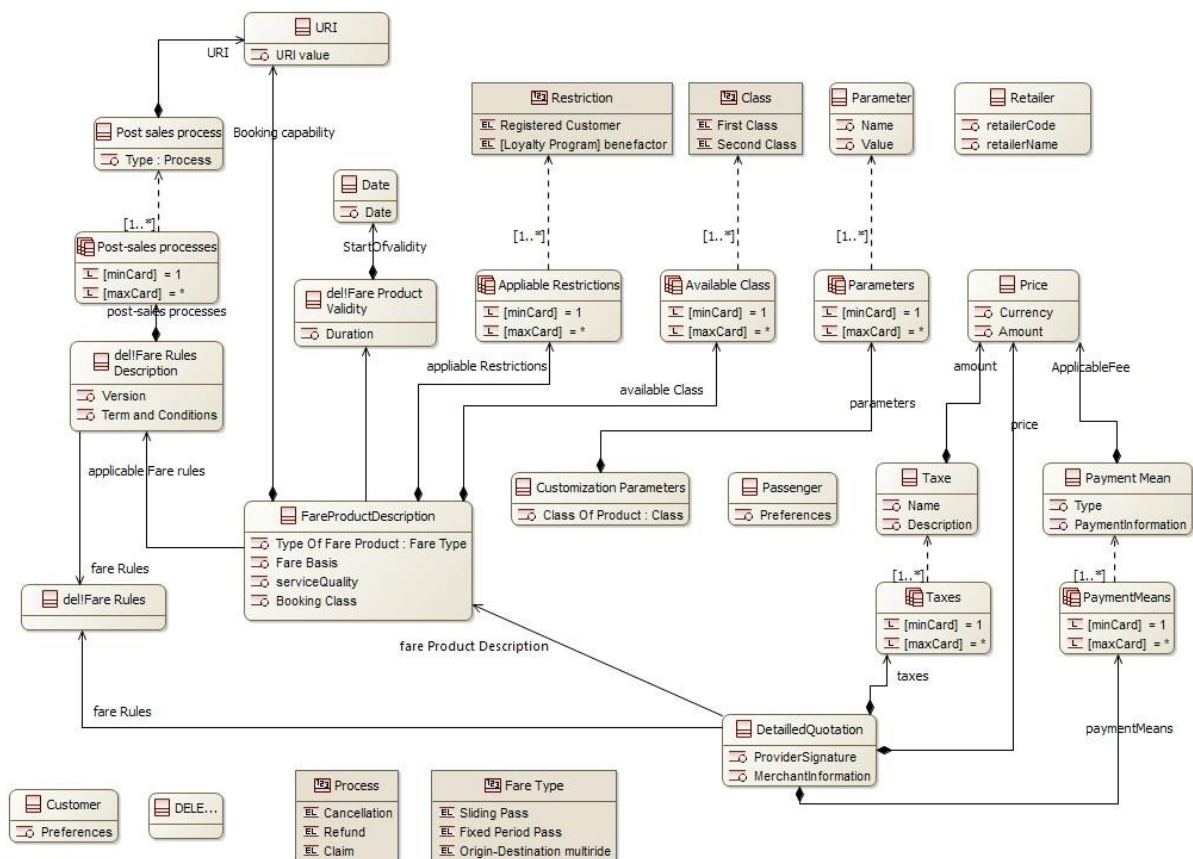 URI
URI value
URI
Post sales process
Type : Process
Booking capability
[1..*]
Post-sales processes
[minCard] = 1
[maxCard] = *
post-sales processes
del!Fare Rules
Description
Version
Term and Conditions
applicable Fare rules
fare Rules
del!Fare Rules
fare Rules
Date
Date
StartOfvalidity
del!Fare Product
Validity
Duration
Restriction
Registered Customer
[Loyalty Program] benefactor
[1..*]
Appliable Restrictions
[minCard] = 1
[maxCard] = *
appliable Restrictions
Class
First Class
Second Class
[1..*]
Available Class
[minCard] = 1
[maxCard] = *
available Class
Parameter
Name
Value
[1..*]
Parameters
[minCard] = 1
[maxCard] = *
parameters
Retailer
retailerCode
retailerName
Price
Currency
Amount
amount
ApplicableFee
price
FareProductDescription
Type Of Fare Product : Fare Type
Fare Basis
serviceQuality
Booking Class
Customization Parameters
Class Of Product : Class
Passenger
Preferences
Taxe
Name
Description
[1..*]
Taxes
[minCard] = 1
[maxCard] = *
taxes
Payment Mean
Type
PaymentInformation
[1..*]
PaymentMeans
[minCard] = 1
[maxCard] = *
paymentMeans
fare Product Description
DetailledQuotation
ProviderSignature
MerchantInformation
Customer
Preferences
DELE...
Process
Cancellation
Refund
Claim
Fare Type
Sliding Pass
Fixed Period Pass
Origin-Destination multiride